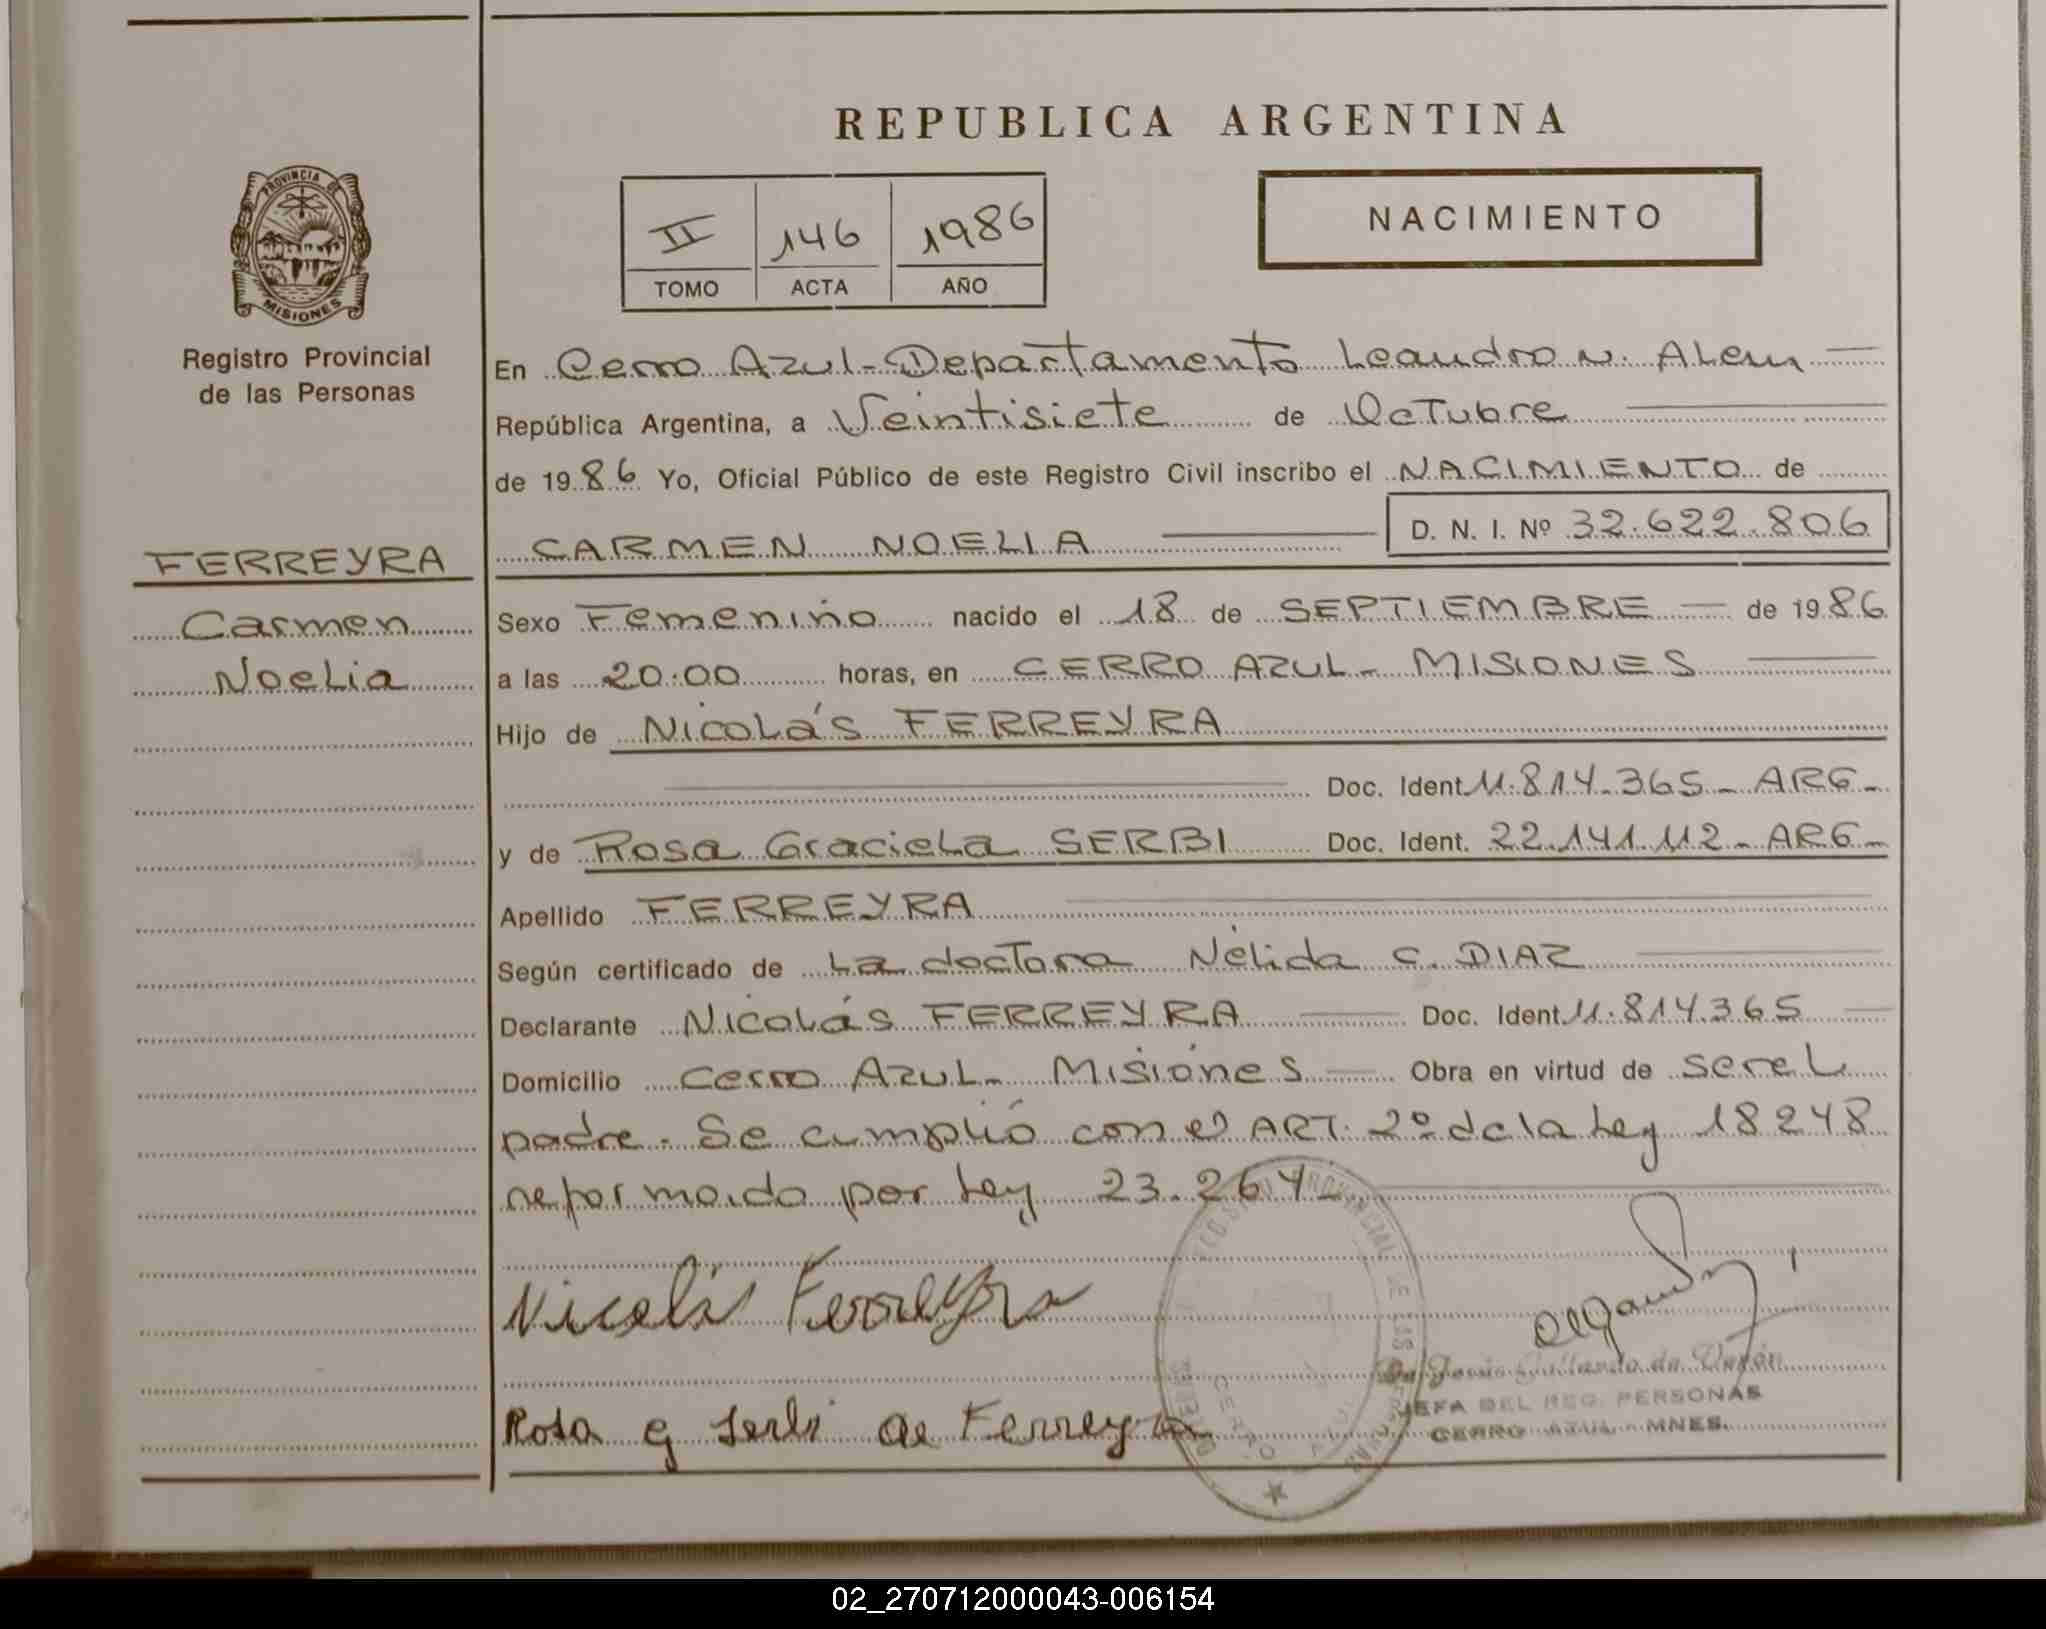 REPUBLICA ARGENTINA
PROVINCIA DE
MISIONES
Registro Provincial
de las Personas
II 146 1986
TOMO ACTA AÑO
NACIMIENTO
FERREYRA
Carmen
Noelia
En Cerro Azul - Departamento Leandro N. Alem
República Argentina, a Veintisiete de Octubre
de 1986 Yo, Oficial Público de este Registro Civil inscribo el NACIMIENTO de
CARMEN NOELIA D. N. I. Nº 32.622.806
Sexo Femenino nacido el 18 de SEPTIEMBRE de 1986
a las 20.00 horas, en CERRO AZUL - MISIONES
Hijo de Nicolás FERREYRA
Doc. Ident. 11.814.365 - ARG -
y de Rosa Graciela SERBI Doc. Ident. 22.141.112 - ARG -
Apellido FERREYRA
Según certificado de La doctora Nélida C. DIAZ
Declarante Nicolás FERREYRA Doc. Ident. 11.814.365
Domicilio Cerro Azul - Misiones Obra en virtud de ser el
padre. Se cumplió con el ART. 2º de la Ley 18248
reformado por Ley 23.264 -
Nicolás Ferreyra
Rosa G Serbi de Ferreyra
JEFA DEL REG. PERSONAS
CERRO AZUL - MNES.
02_270712000043-006154